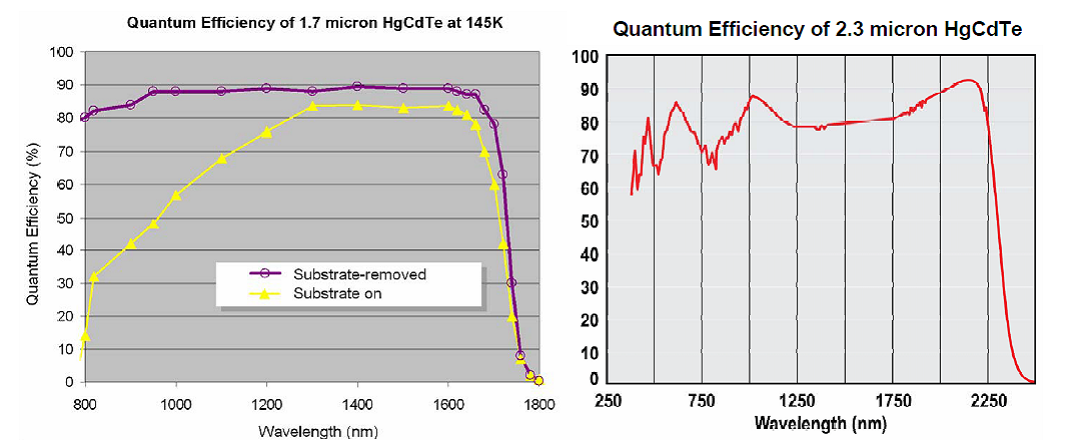 Quantum Efficiency of 1.7 micron HgCdTe at 145K
100
90
80
70
60
50
40
30
20
10
0
Quantum Efficiency (%)
Substrate-removed
Substrate on
800 1000 1200 1400 1600 1800
Wavelength (nm)
Quantum Efficiency of 2.3 micron HgCdTe
100
90
80
70
60
50
40
30
20
10
0
250 750 1250 1750 2250
Wavelength (nm)